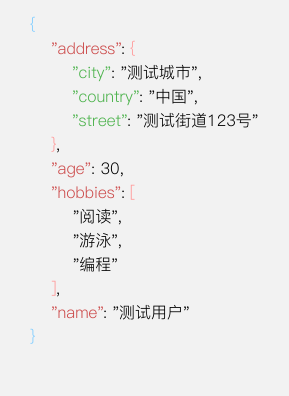 {
"address": {
"city": "测试城市",
"country": "中国",
"street": "测试街道123号"
},
"age": 30,
"hobbies": [
"阅读",
"游泳",
"编程"
],
"name": "测试用户"
}